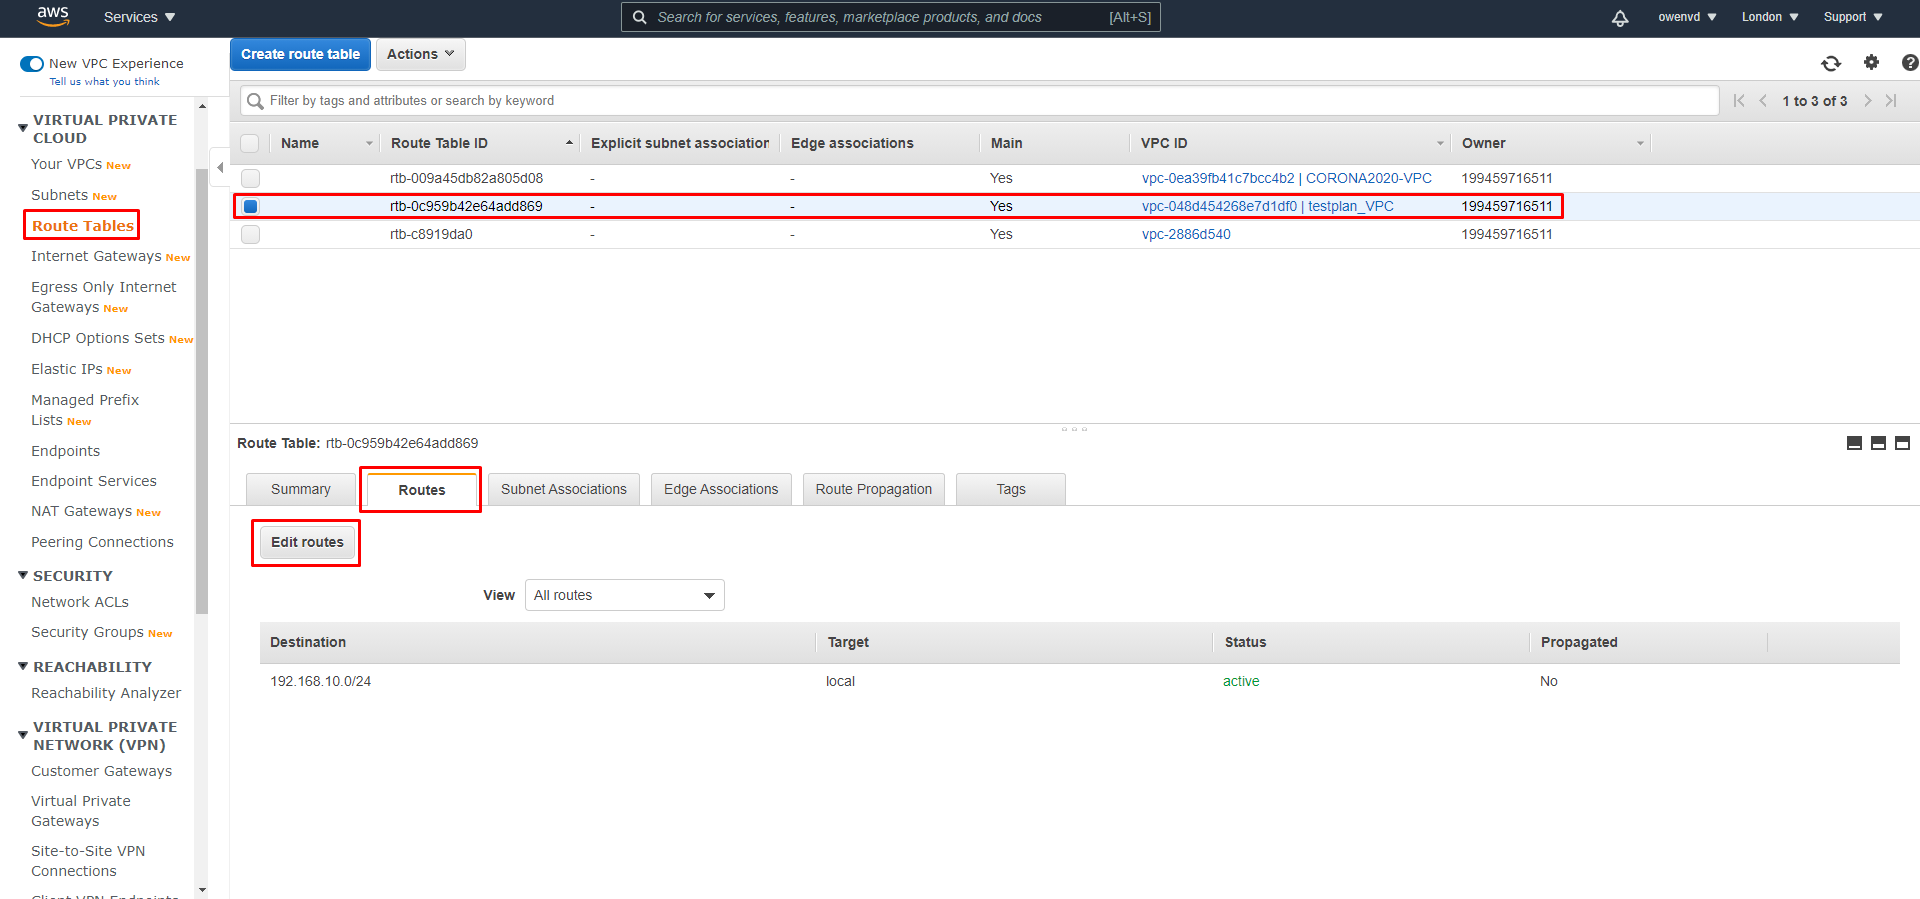 aws
Services
Search for services, features, marketplace products, and docs [Alt+S]
owenvd
London
Support
New VPC Experience
Tell us what you think
VIRTUAL PRIVATE
CLOUD
Your VPCs New
Subnets New
Route Tables
Internet Gateways New
Egress Only Internet
Gateways New
DHCP Options Sets New
Elastic IPs New
Managed Prefix
Lists New
Endpoints
Endpoint Services
NAT Gateways New
Peering Connections
SECURITY
Network ACLs
Security Groups New
REACHABILITY
Reachability Analyzer
VIRTUAL PRIVATE
NETWORK (VPN)
Customer Gateways
Virtual Private
Gateways
Site-to-Site VPN
Connections
Client VPN Endpoints
Create route table Actions
Filter by tags and attributes or search by keyword
1 to 3 of 3
Name Route Table ID Explicit subnet association Edge associations Main VPC ID Owner
rtb-009a45db82a805d08 - - Yes vpc-0ea39fb41c7bcc4b2 | CORONA2020-VPC 199459716511
rtb-0c959b42e64add869 - - Yes vpc-048d454268e7d1df0 | testplan_VPC 199459716511
rtb-c8919da0 - - Yes vpc-2886d540 199459716511
Route Table: rtb-0c959b42e64add869
Summary Routes Subnet Associations Edge Associations Route Propagation Tags
Edit routes
View All routes
Destination Target Status Propagated
192.168.10.0/24 local active No